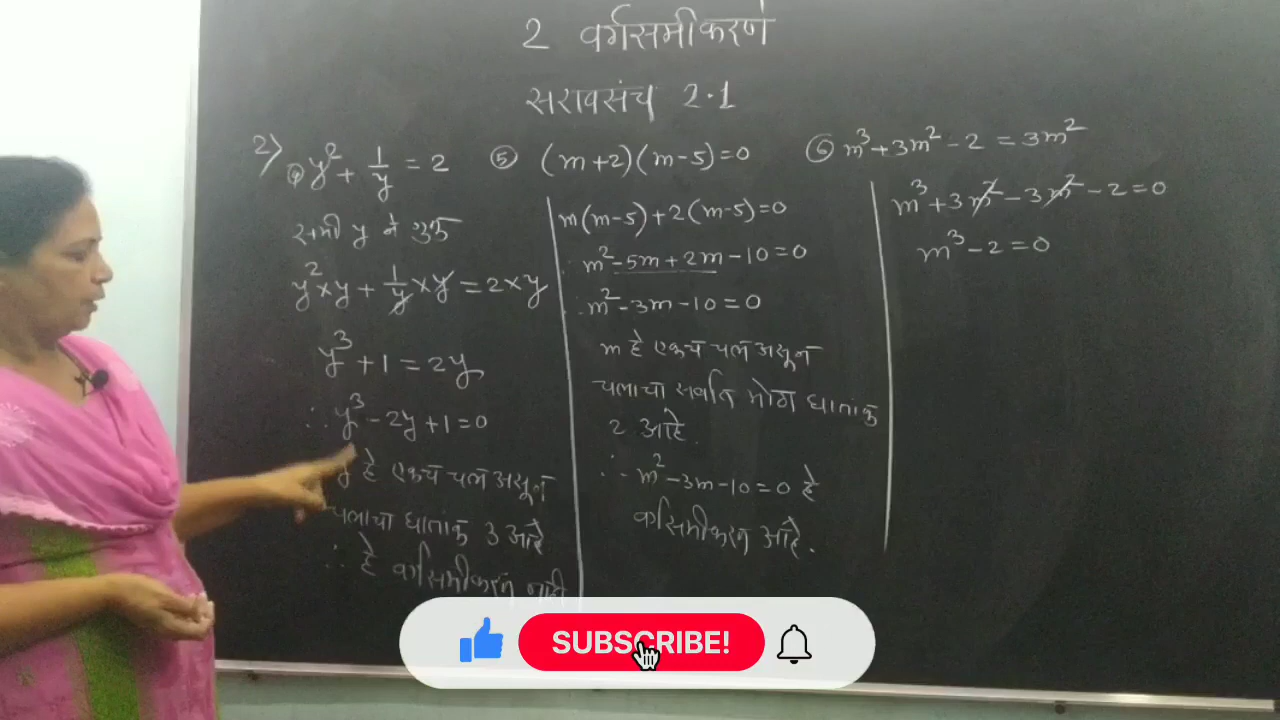 2 वर्गसमीकरणे
सरावसंच 2.1
2) ④ y² + 1/y = 2
सर्मी y ने गुणू
y² × y + 1/y × y = 2 × y
y³ + 1 = 2y
∴ y³ - 2y + 1 = 0
y हे एकच चल असून
चलाचा घातांक 3 आहे
∴ हे वर्गसमीकरण नाही
⑤ (m+2)(m-5)=0
m(m-5)+2(m-5)=0
∴ m² - 5m + 2m - 10 = 0
∴ m² - 3m - 10 = 0
m हे एकच चल असून
चलाचा सर्वात मोठा घातांक
2 आहे.
∴ m² - 3m - 10 = 0 हे
वर्गसमीकरण आहे.
⑥ m³ + 3m² - 2 = 3m²
m³ + 3m² - 3m² - 2 = 0
m³ - 2 = 0
SUBSCRIBE!